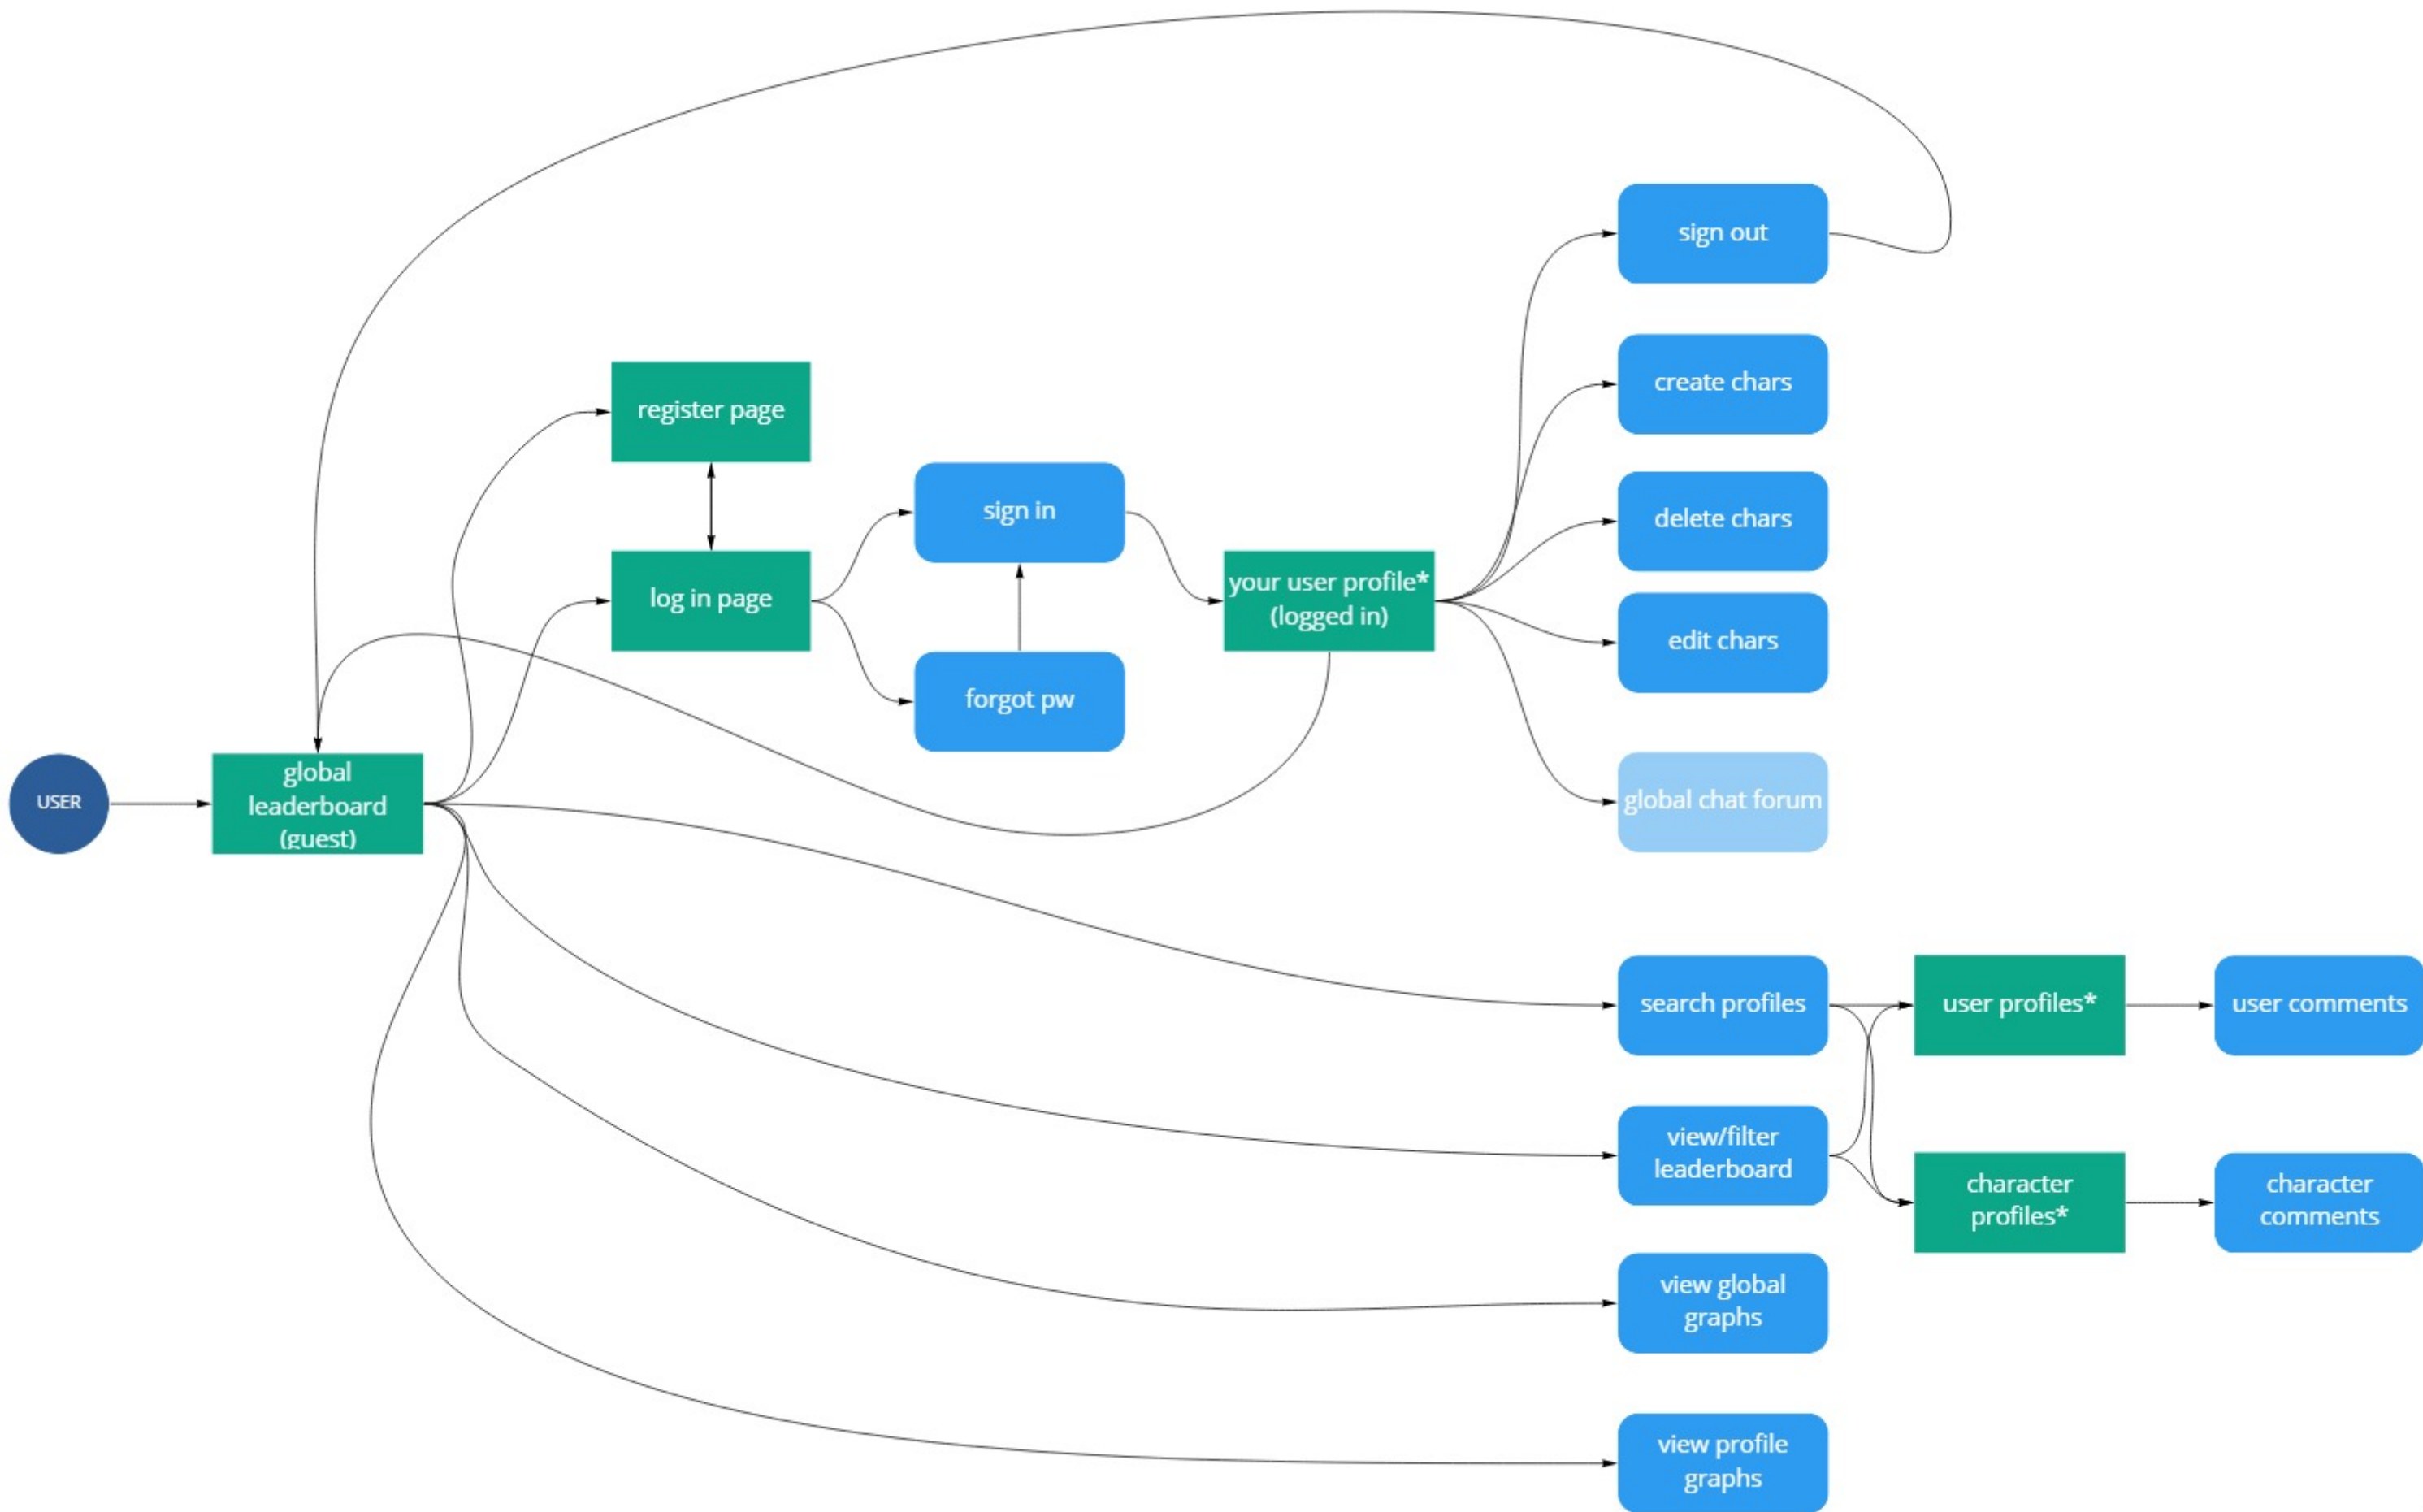 sign out
create chars
register page
sign in
delete chars
your user profile*
(logged in)
log in page
edit chars
forgot pw
USER
global
leaderboard
(guest)
global chat forum
search profiles
user profiles*
user comments
view/filter
leaderboard
character
profiles*
character
comments
view global
graphs
view profile
graphs